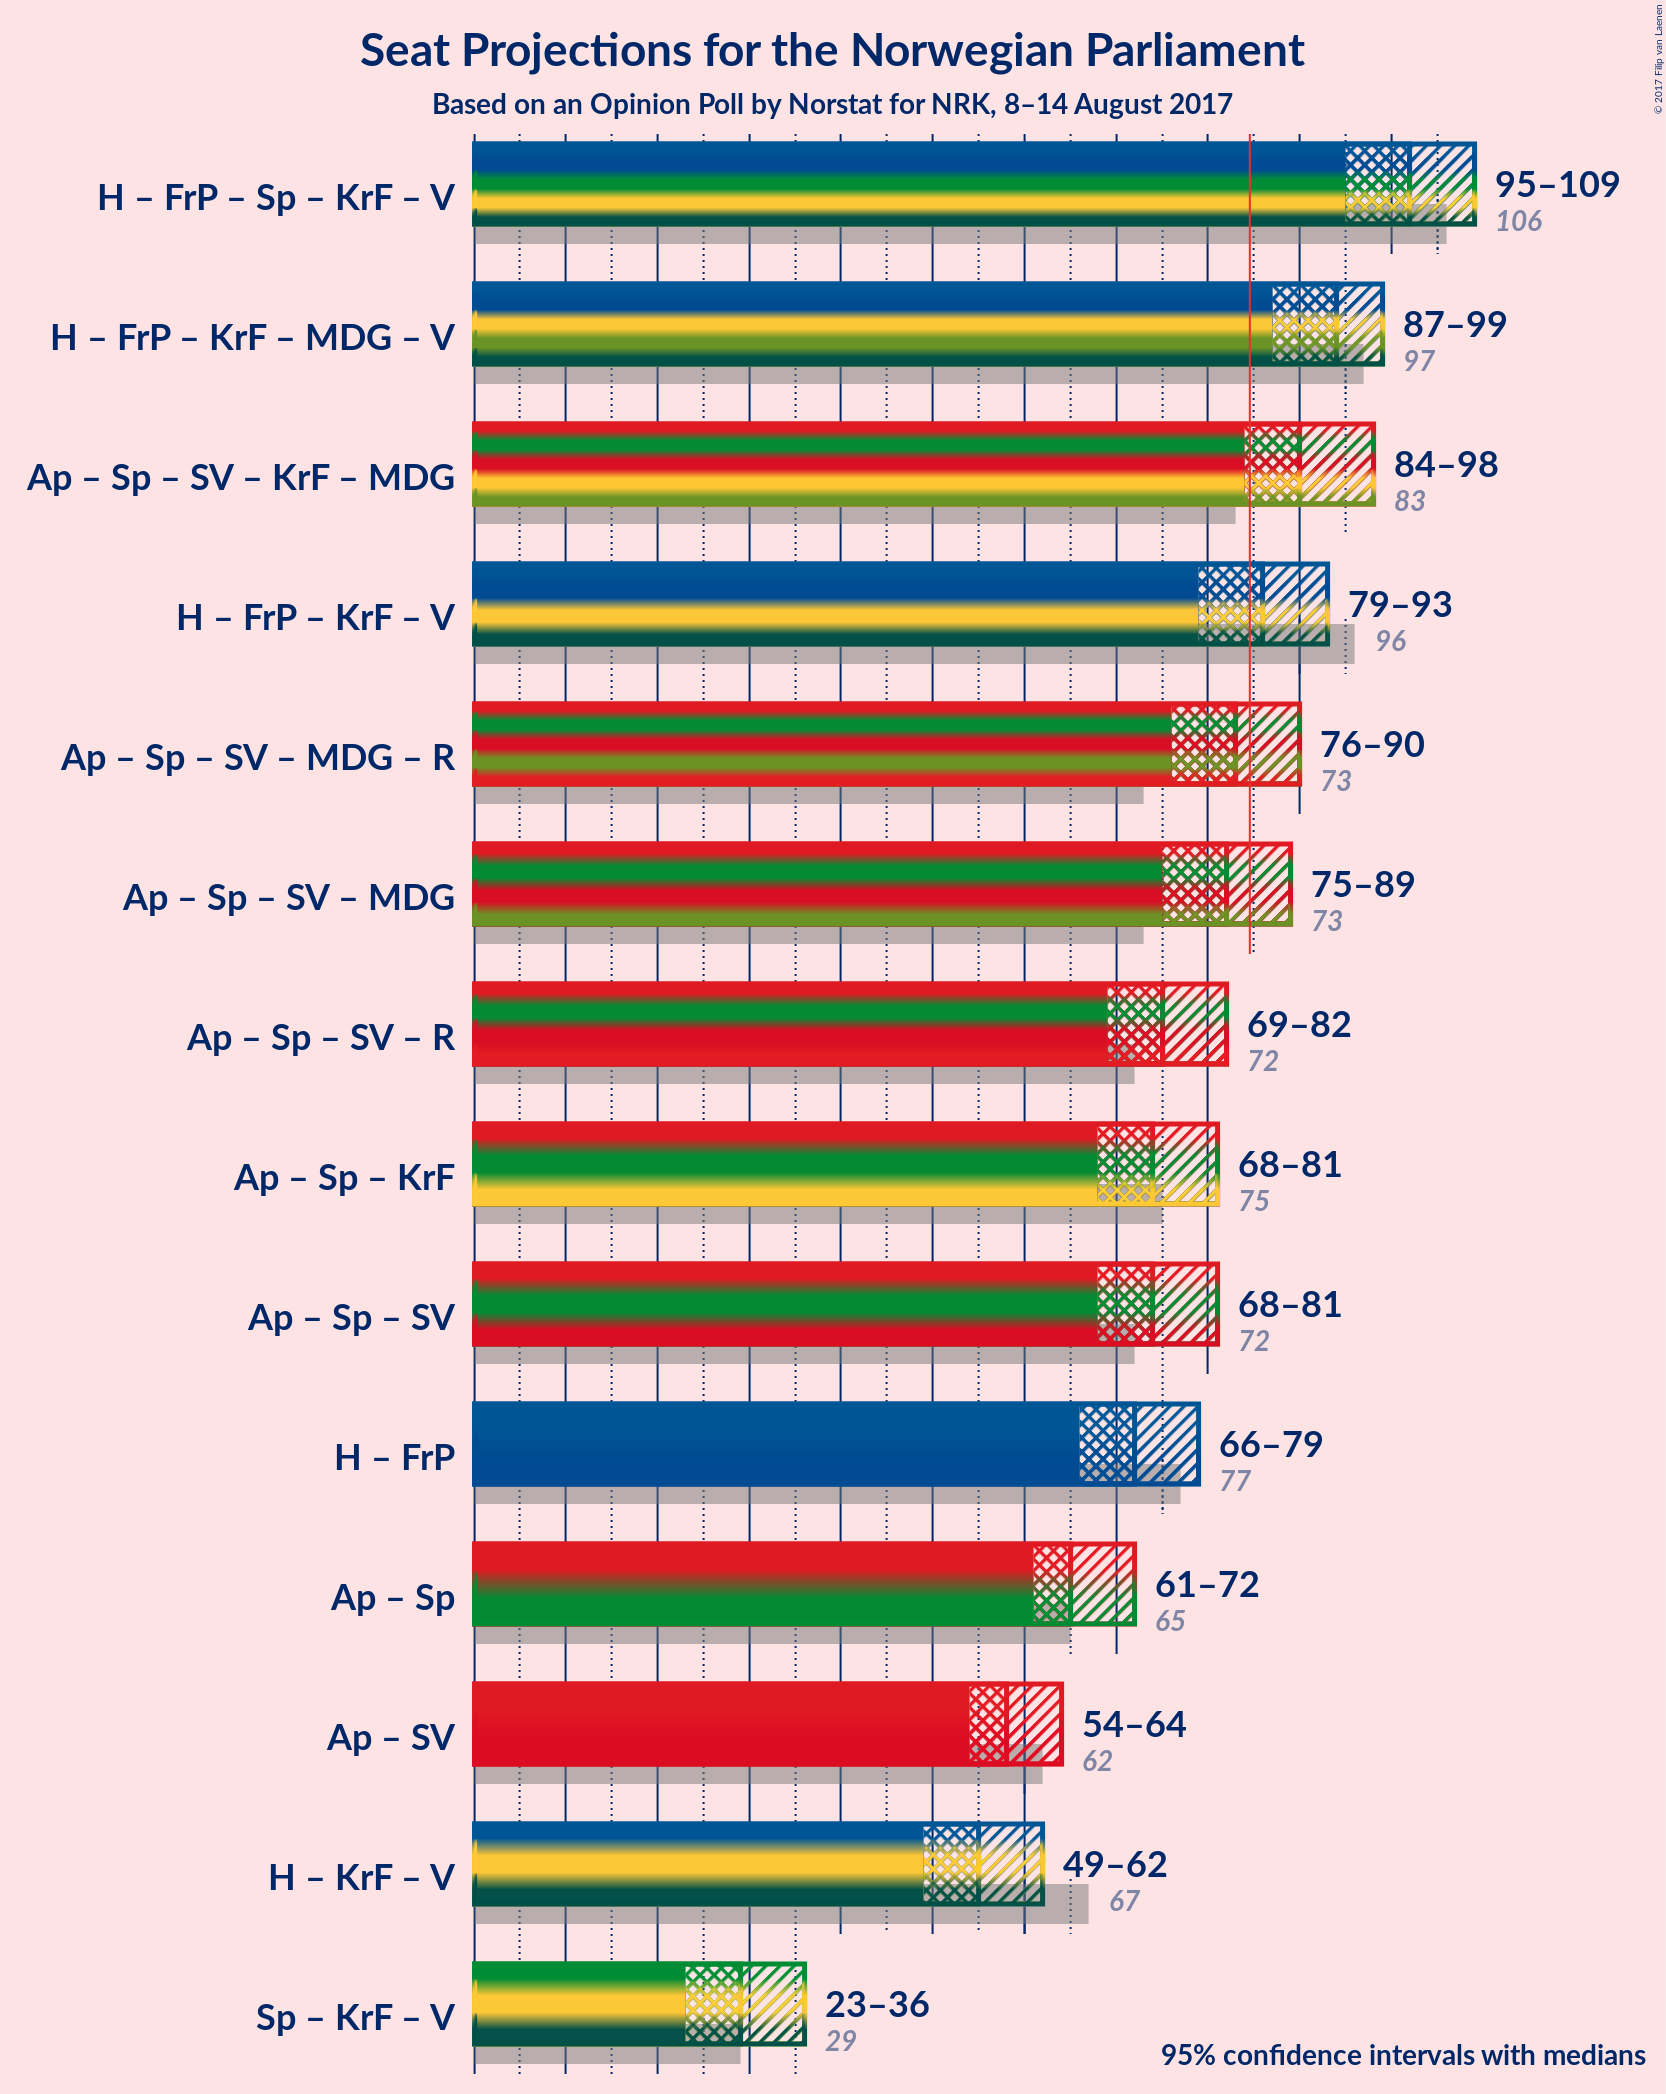 Seat Projections for the Norwegian Parliament
Based on an Opinion Poll by Norstat for NRK, 8–14 August 2017
© 2017 Filip van Laenen
H – FrP – Sp – KrF – V
95–109
106
H – FrP – KrF – MDG – V
87–99
97
Ap – Sp – SV – KrF – MDG
84–98
83
H – FrP – KrF – V
79–93
96
Ap – Sp – SV – MDG – R
76–90
73
Ap – Sp – SV – MDG
75–89
73
Ap – Sp – SV – R
69–82
72
Ap – Sp – KrF
68–81
75
Ap – Sp – SV
68–81
72
H – FrP
66–79
77
Ap – Sp
61–72
65
Ap – SV
54–64
62
H – KrF – V
49–62
67
Sp – KrF – V
23–36
29
95% confidence intervals with medians